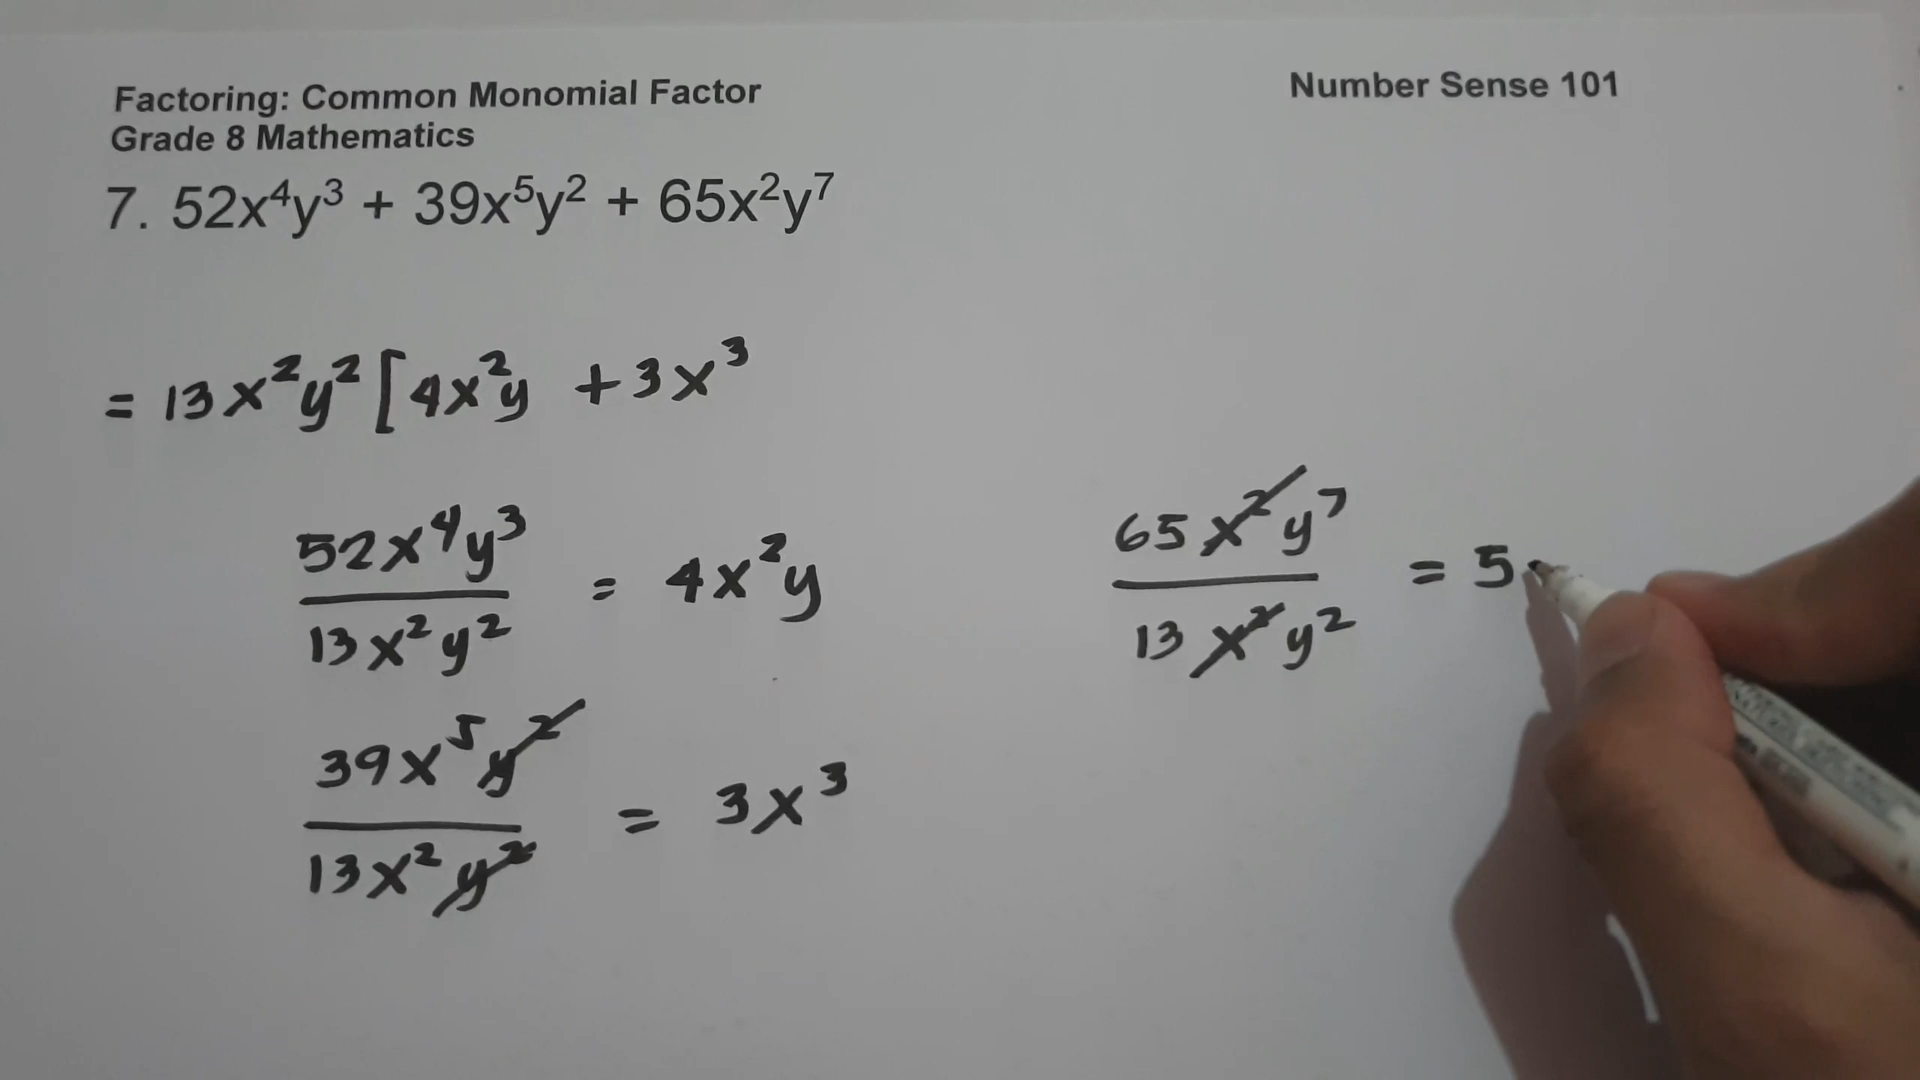 Factoring: Common Monomial Factor
Number Sense 101
Grade 8 Mathematics
7. 52x⁴y³ + 39x⁵y² + 65x²y⁷
= 13x²y² [4x²y + 3x³
52x⁴y³
13x²y²
= 4x²y
39x⁵y²
13x²y²
= 3x³
65x²y⁷
13x²y²
= 5